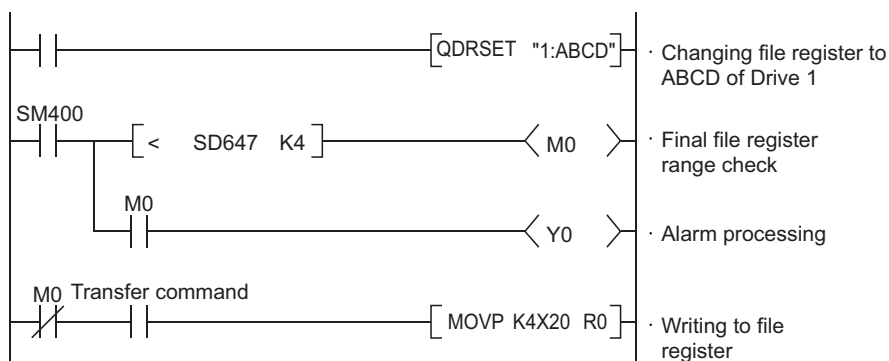 QDRSET "1:ABCD"
· Changing file register to
ABCD of Drive 1
SM400
< SD647 K4
M0
· Final file register
range check
M0
Y0
· Alarm processing
M0 Transfer command
MOVP K4X20 R0
· Writing to file
register